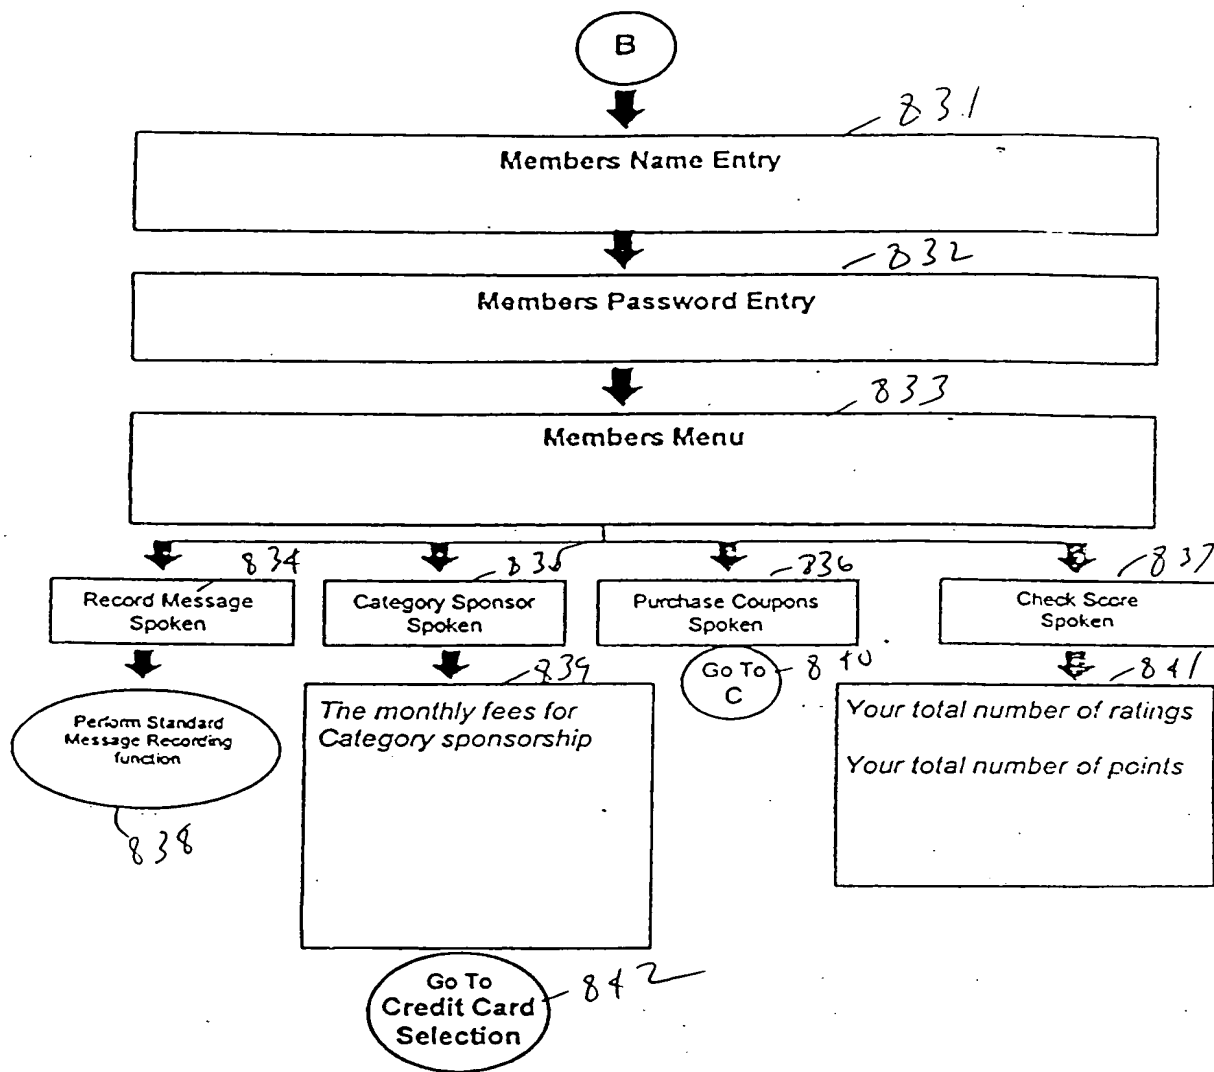 B
831
Members Name Entry
832
Members Password Entry
833
Members Menu
834
835
836
837
Record Message
Spoken
Category Sponsor
Spoken
Purchase Coupons
Spoken
Check Score
Spoken
839
Go To
C
840
841
Perform Standard
Message Recording
function
838
The monthly fees for
Category sponsorship
Your total number of ratings
Your total number of points
Go To
Credit Card
Selection
842